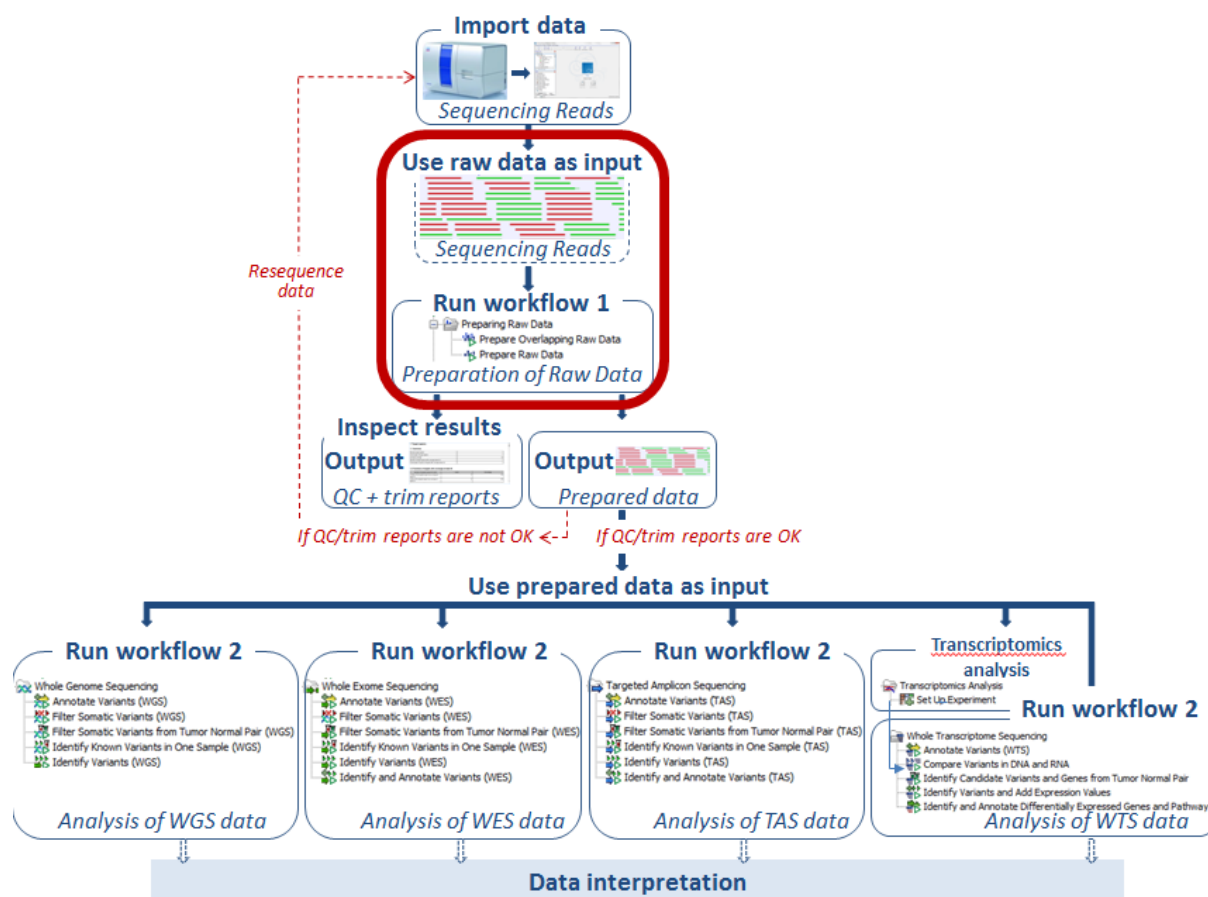 Import data
Sequencing Reads
Use raw data as input
Sequencing Reads
Resequence
data
Run workflow 1
Preparing Raw Data
Prepare Overlapping Raw Data
Prepare Raw Data
Preparation of Raw Data
Inspect results
Output
QC + trim reports
Output
Prepared data
If QC/trim reports are not OK
If QC/trim reports are OK
Use prepared data as input
Run workflow 2
Whole Genome Sequencing
Annotate Variants (WGS)
Filter Somatic Variants (WGS)
Filter Somatic Variants from Tumor Normal Pair (WGS)
Identify Known Variants in One Sample (WGS)
Identify Variants (WGS)
Analysis of WGS data
Run workflow 2
Whole Exome Sequencing
Annotate Variants (WES)
Filter Somatic Variants (WES)
Filter Somatic Variants from Tumor Normal Pair (WES)
Identify Known Variants in One Sample (WES)
Identify Variants (WES)
Identify and Annotate Variants (WES)
Analysis of WES data
Run workflow 2
Targeted Amplicon Sequencing
Annotate Variants (TAS)
Filter Somatic Variants (TAS)
Filter Somatic Variants from Tumor Normal Pair (TAS)
Identify Known Variants in One Sample (TAS)
Identify Variants (TAS)
Identify and Annotate Variants (TAS)
Analysis of TAS data
Transcriptomics
analysis
Transcriptomics Analysis
Set Up Experiment
Run workflow 2
Whole Transcriptome Sequencing
Annotate Variants (WTS)
Compare Variants in DNA and RNA
Identify Candidate Variants and Genes from Tumor Normal Pair
Identify Variants and Add Expression Values
Identify and Annotate Differentially Expressed Genes and Pathway
Analysis of WTS data
Data interpretation